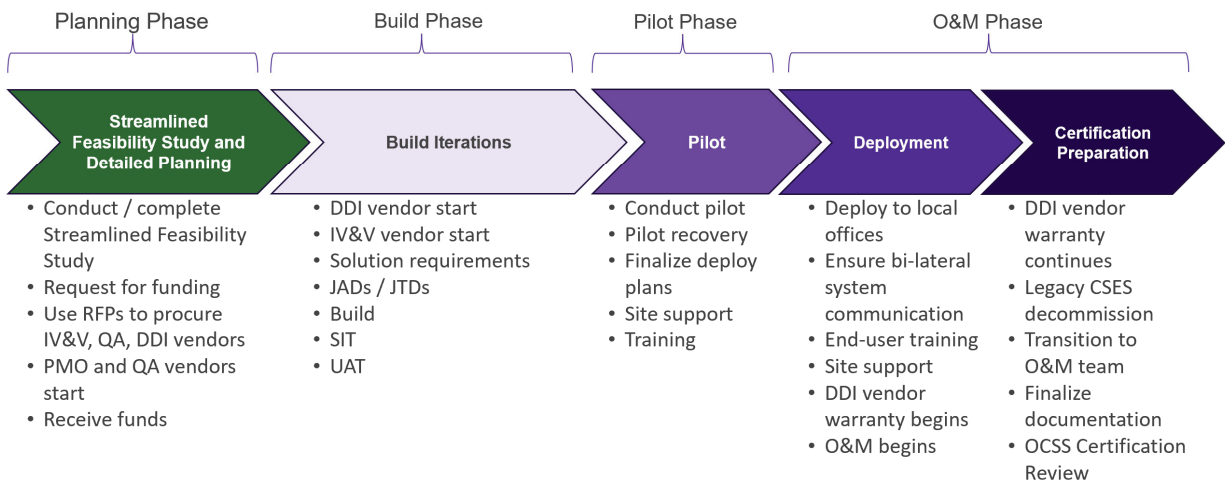 Planning Phase
Build Phase
Pilot Phase
O&M Phase
Streamlined
Feasibility Study and
Detailed Planning
Build Iterations
Pilot
Deployment
Certification
Preparation
• Conduct / complete
Streamlined Feasibility
Study
• Request for funding
• Use RFPs to procure
IV&V, QA, DDI vendors
• PMO and QA vendors
start
• Receive funds
• DDI vendor start
• IV&V vendor start
• Solution requirements
• JADs / JTDs
• Build
• SIT
• UAT
• Conduct pilot
• Pilot recovery
• Finalize deploy
plans
• Site support
• Training
• Deploy to local
offices
• Ensure bi-lateral
system
communication
• End-user training
• Site support
• DDI vendor
warranty begins
• O&M begins
• DDI vendor
warranty
continues
• Legacy CSES
decommission
• Transition to
O&M team
• Finalize
documentation
• OCSS Certification
Review